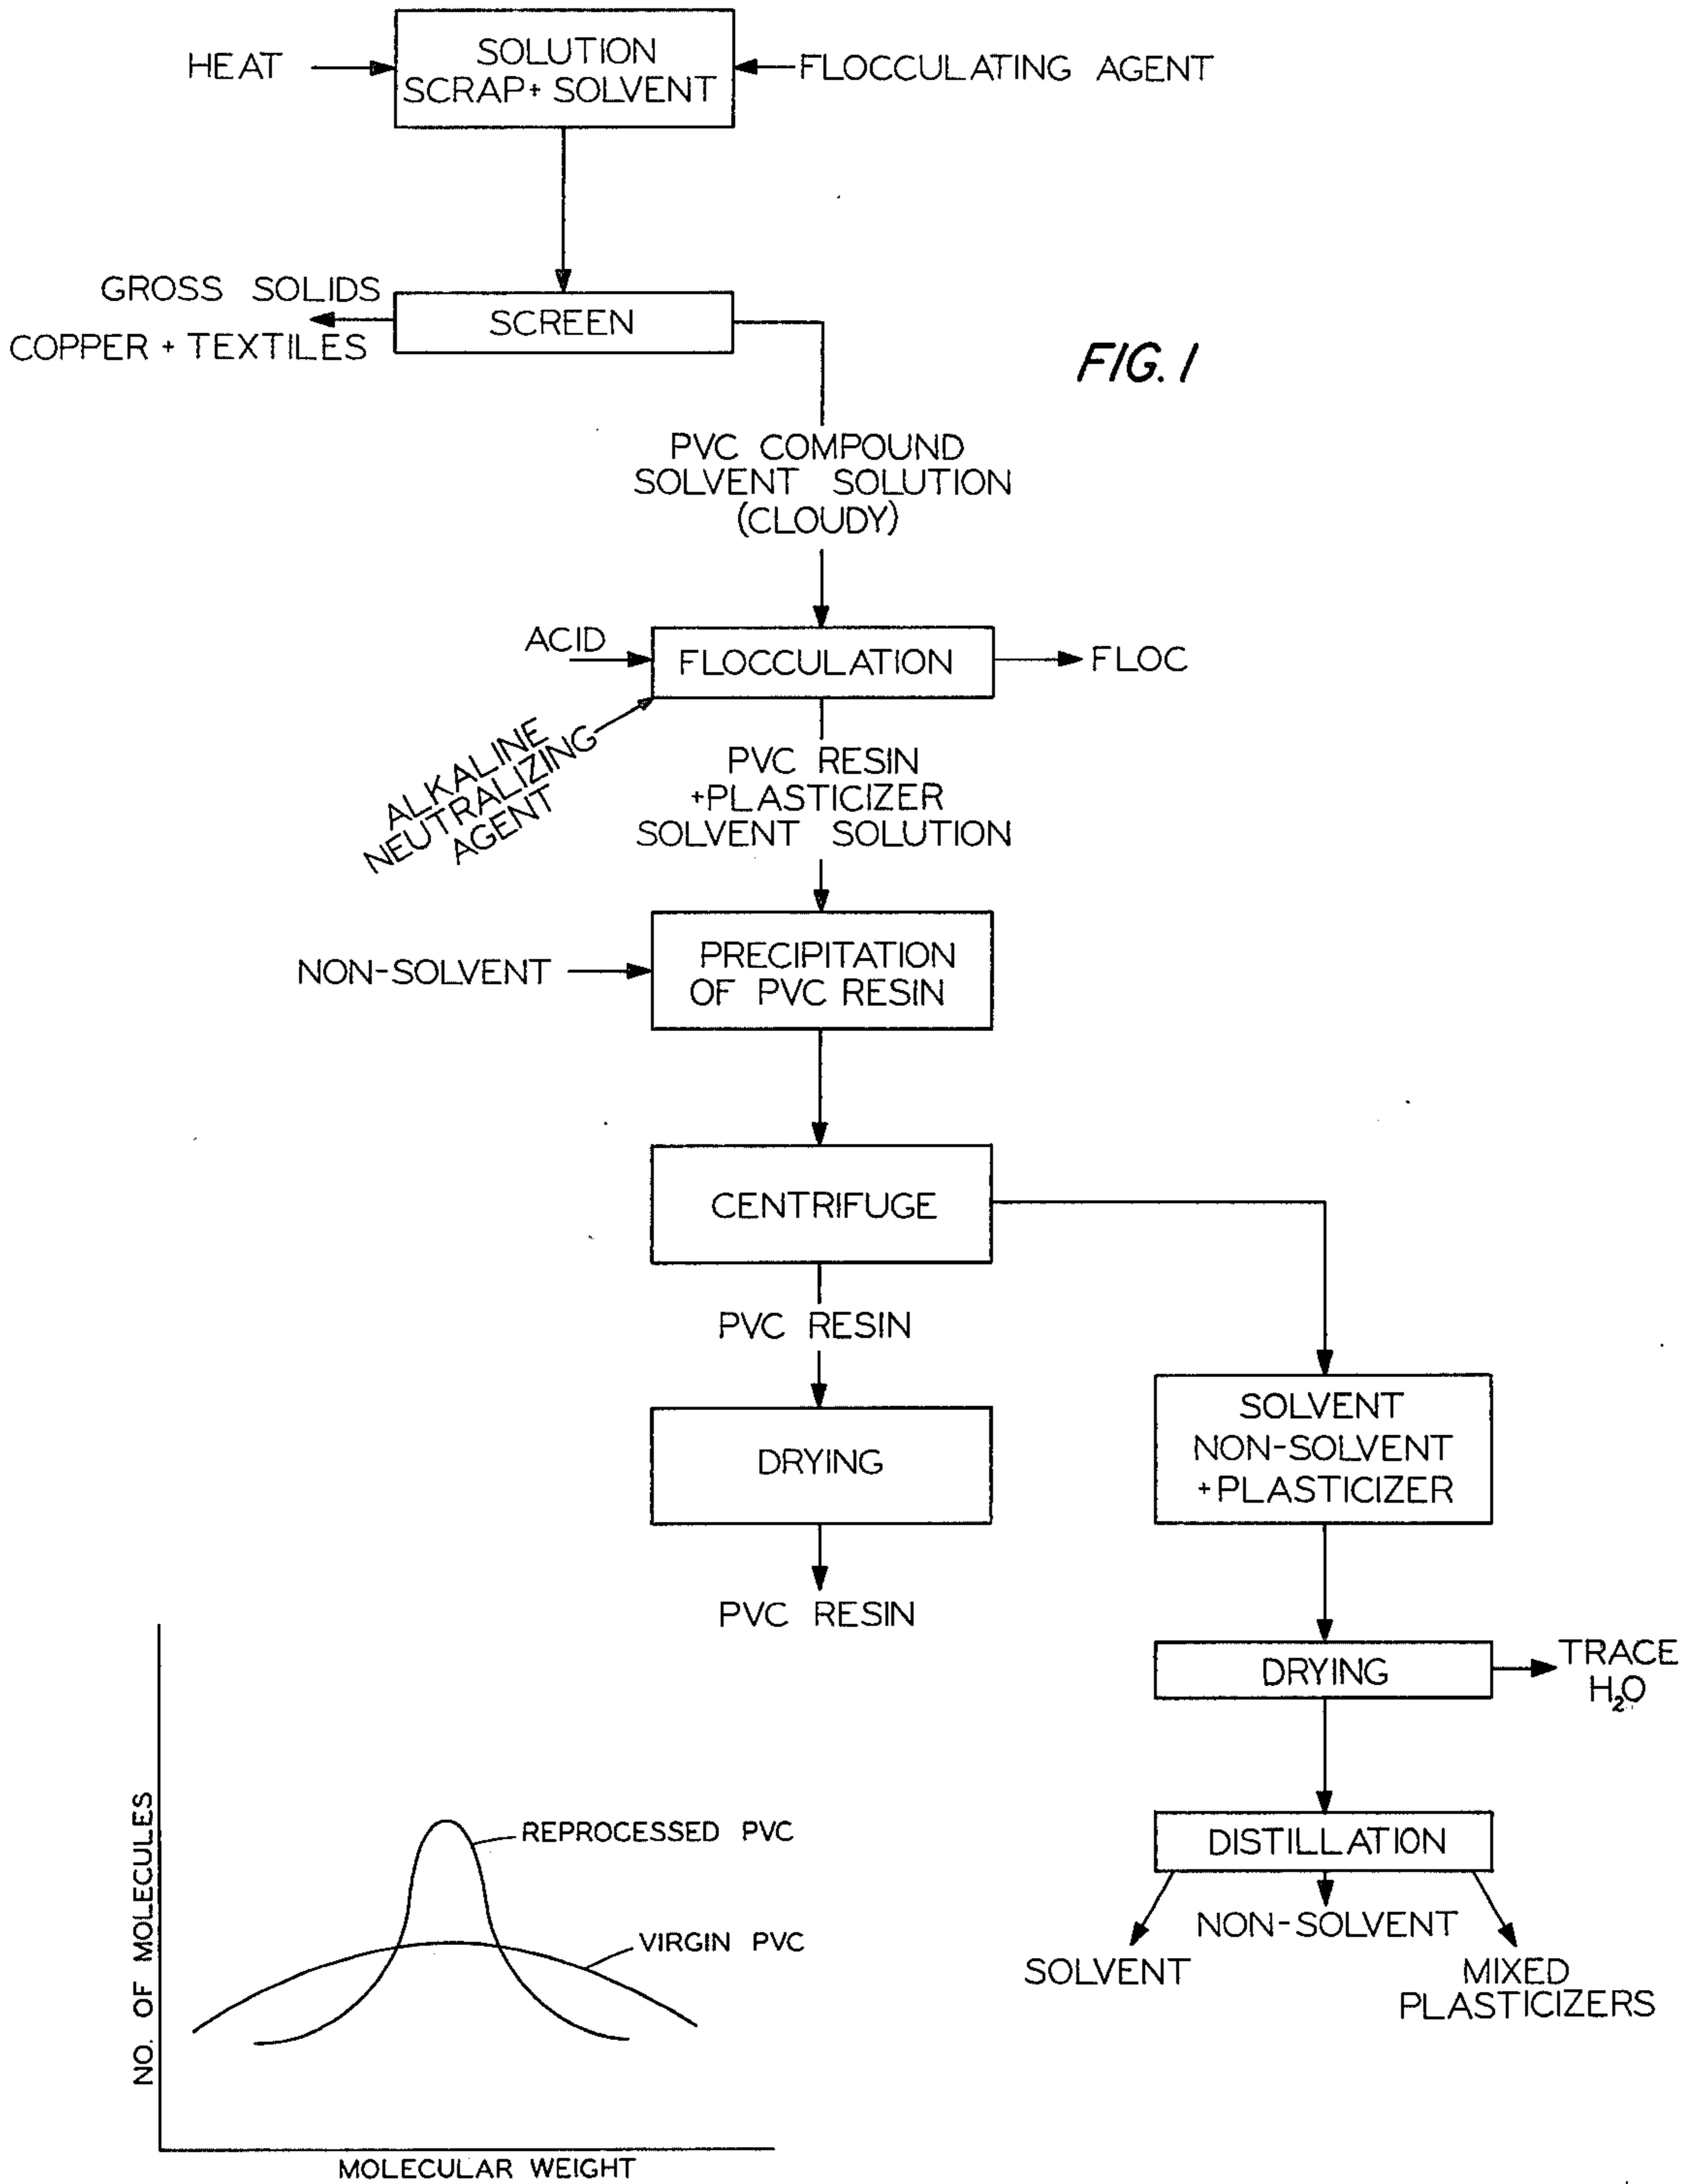 HEAT
SOLUTION
SCRAP+ SOLVENT
FLOCCULATING AGENT
GROSS SOLIDS
COPPER + TEXTILES
SCREEN
FIG. 1
PVC COMPOUND
SOLVENT SOLUTION
(CLOUDY)
ACID
FLOCCULATION
FLOC
ALKALINE
NEUTRALIZING
AGENT
PVC RESIN
+PLASTICIZER
SOLVENT SOLUTION
NON-SOLVENT
PRECIPITATION
OF PVC RESIN
CENTRIFUGE
PVC RESIN
DRYING
PVC RESIN
SOLVENT
NON-SOLVENT
+PLASTICIZER
DRYING
TRACE
H₂O
DISTILLATION
SOLVENT
NON-SOLVENT
MIXED
PLASTICIZERS
NO. OF MOLECULES
REPROCESSED PVC
VIRGIN PVC
MOLECULAR WEIGHT